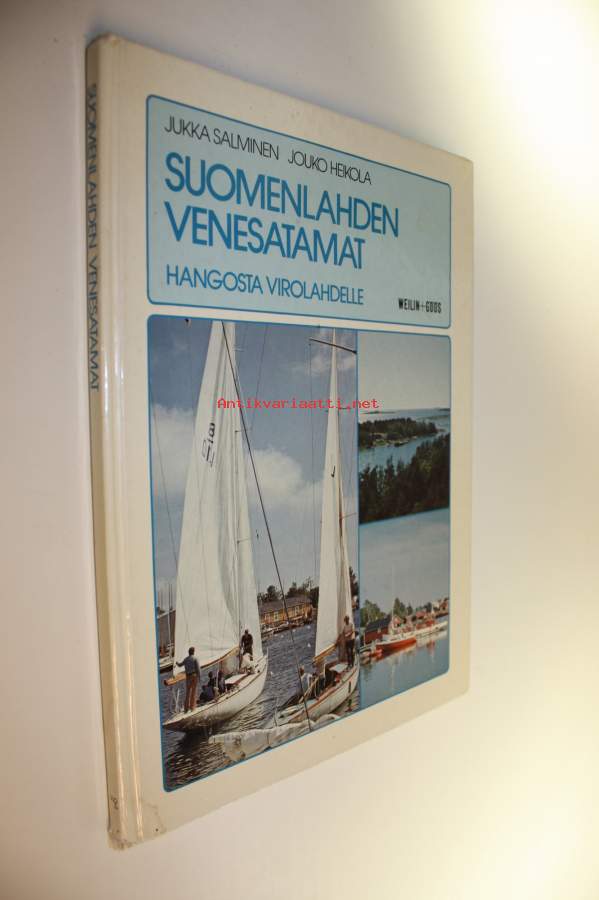 JUKKA SALMINEN JOUKO HEIKOLA
SUOMENLAHDEN
VENESATAMAT
HANGOSTA VIROLAHDELLE
WEILIN+GÖÖS
SUOMENLAHDEN VENESATAMAT
Antikvariaatti.net